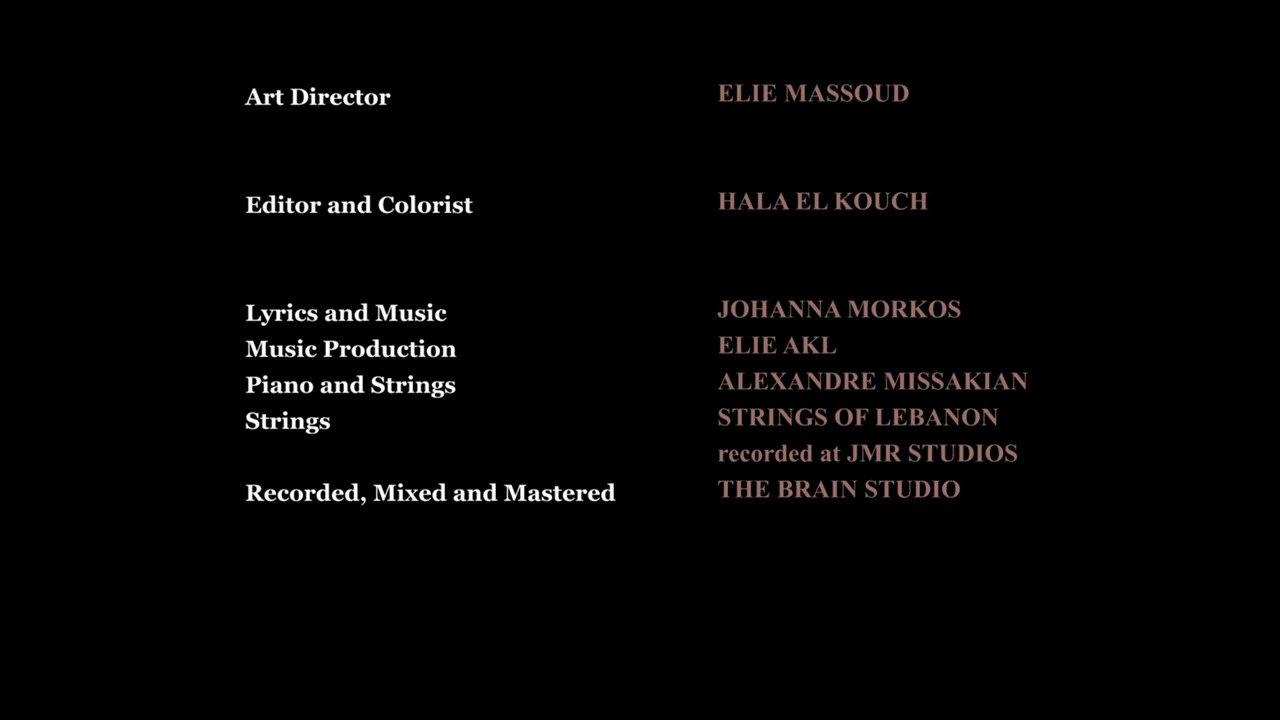 Art Director ELIE MASSOUD
Editor and Colorist HALA EL KOUCH
Lyrics and Music JOHANNA MORKOS
Music Production ELIE AKL
Piano and Strings ALEXANDRE MISSAKIAN
Strings STRINGS OF LEBANON
recorded at JMR STUDIOS
Recorded, Mixed and Mastered THE BRAIN STUDIO